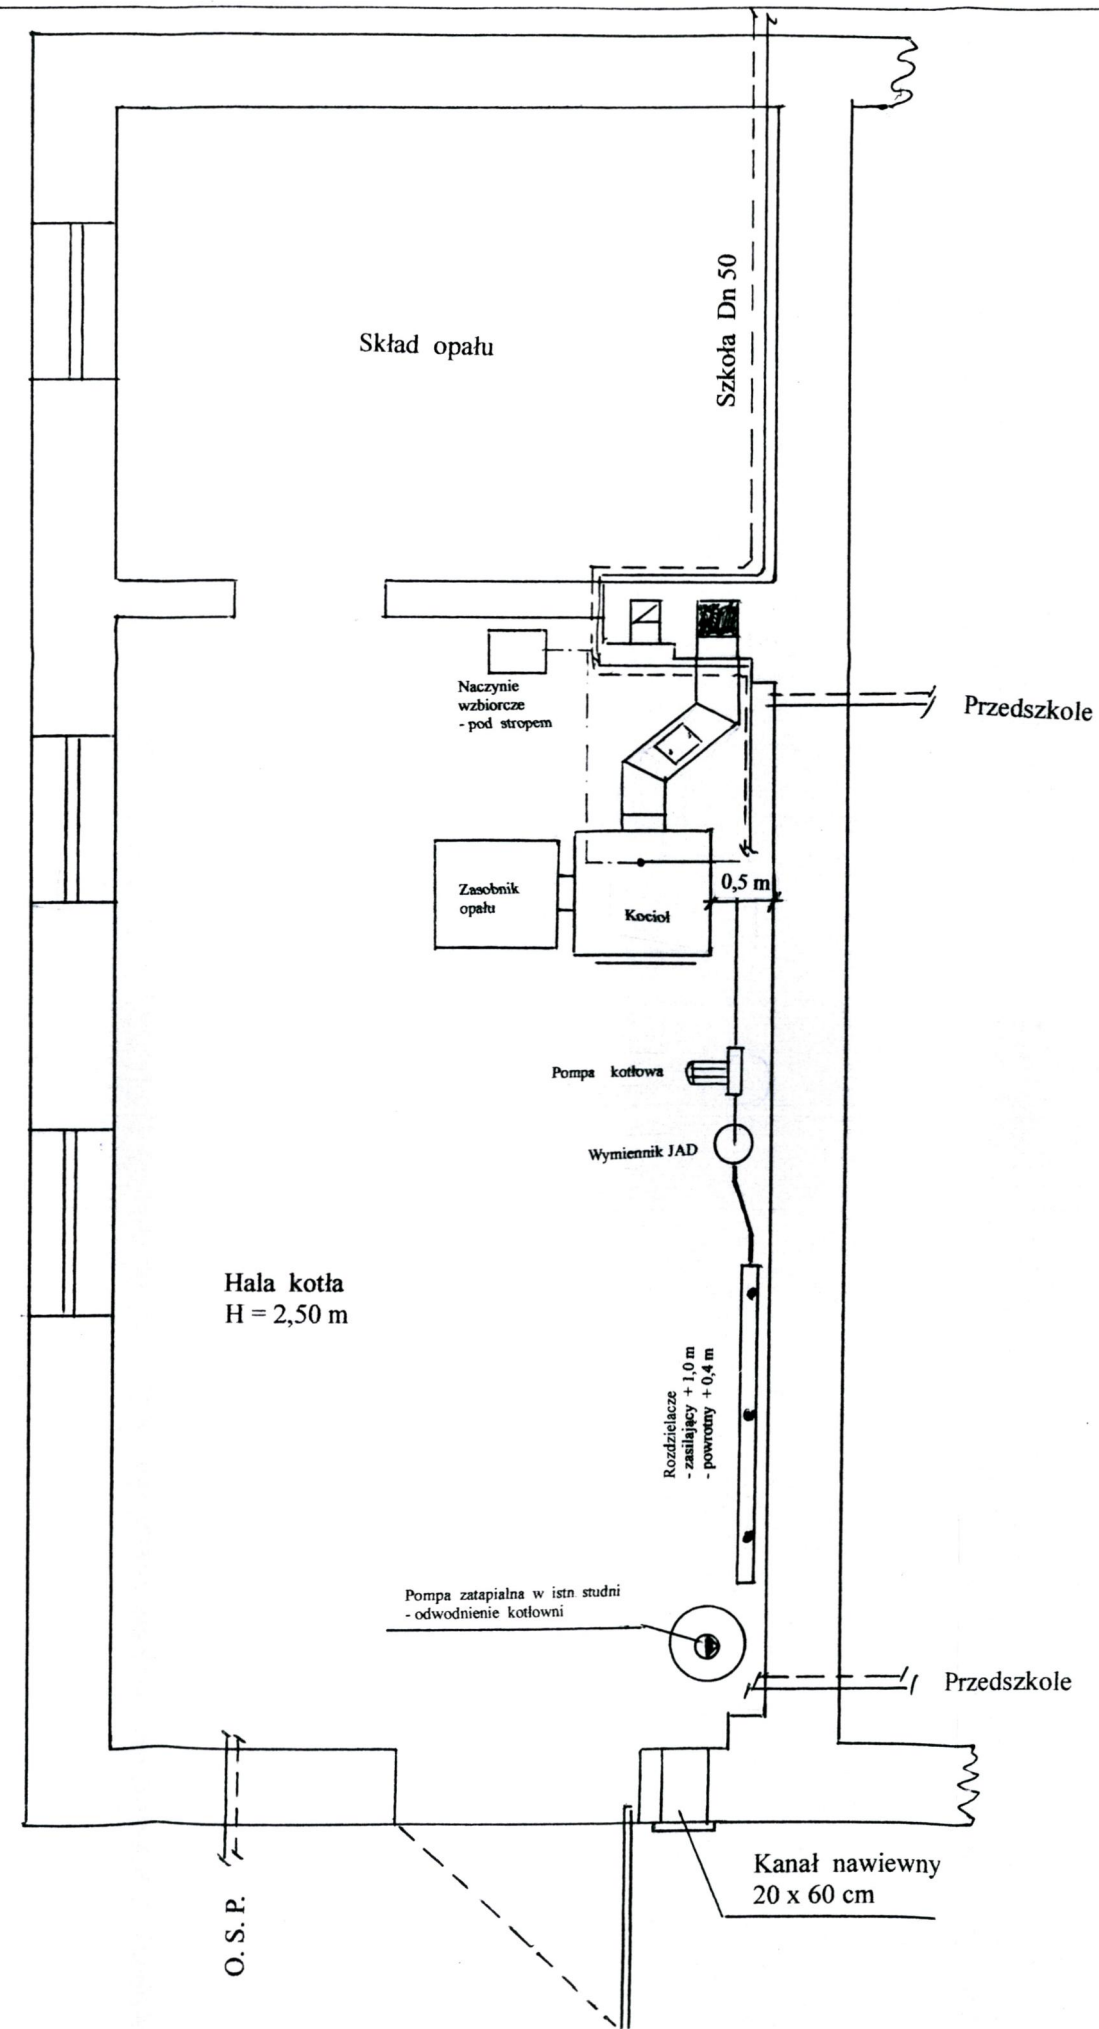 Szkoła Dn 50
Skład opału
Naczynie
wzbiorcze
- pod stropem
Przedszkole
Zasobnik
opału
Kocioł
0,5 m
Pompa kotłowa
Wymiennik JAD
Hala kotła
H = 2,50 m
Rozdzielacze
- zasilający + 1,0 m
- powrotny + 0,4 m
Pompa zatapialna w istn. studni
- odwodnienie kotłowni
Przedszkole
Kanał nawiewny
20 x 60 cm
O. S. P.